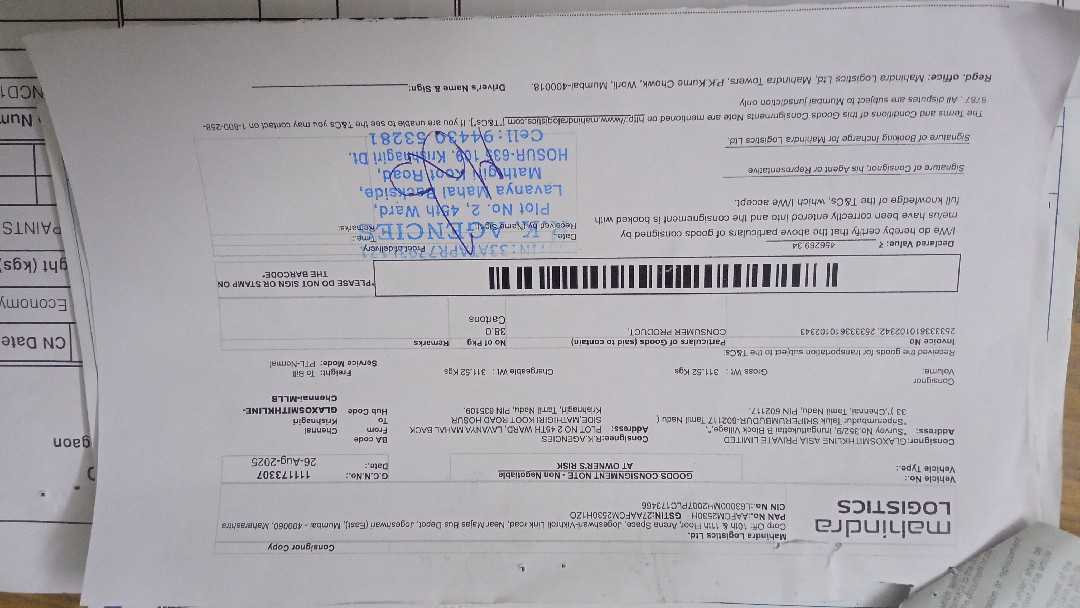 Consignor Copy
mahindra
LOGISTICS
Mahindra Logistics Ltd.
Off: Corp 10th & 11th Floor, Arena Space, Jogeshwari-Vikhroli Link road, Near Majas Bus Depot, Jogeshwari (East), Mumbai - 400060, Maharashtra
PAN No.:AAFCM2530H GSTIN:27AAFCM2530H1ZO
CIN No.:L63000MH2007PLC173466
Vehicle No.:
Vehicle Type.:
GOODS CONSIGNMENT NOTE - Non Negotiable
AT OWNER'S RISK
G.C.N.No.: 111173307
Date.: 26-Aug-2025
Consignor:GLAXOSMITHKLINE ASIA PRIVATE LIMITED
Address: "Survey No.352/9, Irungattukottai B Block Village,",
"Sriperumbudur Taluk SRIPERUMBUDUR-602117 Tamil Nadu (
33 )",Chennai, Tamil Nadu, PIN 602117.
Consignee:R K AGENCIES
Address: PLOT NO 2 45TH WARD, LAVANYA MAHAL BACK
SIDE,MATHIGIRI KOOT ROAD HOSUR
Krishnagiri, Tamil Nadu, PIN 635109.
BA code
From Chennai
To Krishnagiri
Hub Code GLAXOSMITHKLINE-
Chennai-MLLB
Consignor
Volume:
Gross Wt : 311.52 Kgs
Chargeable Wt : 311.52 Kgs
Freight: To Bill
Service Mode: PTL-Normal
Received the goods for transportation subject to the T&Cs:
Invoice No
Particulars of Goods (said to contain)
No of Pkg
Remarks
2533336101102342, 2533336101102343
CONSUMER PRODUCT,
38.0
Cartons
*PLEASE DO NOT SIGN OR STAMP ON
THE BARCODE*
Declared Value: ₹ 456269.34
I/We do hereby certify that the above particulars of goods consigned by
me/us have been correctly entered into and the consignment is booked with
full knowledge of the T&Cs, which I/We accept.
Proof of delivery
Date: Time:
Received by (name sign): Remarks:
K AGENCIE
Plot No. 2, 45th Ward,
Lavanya Mahal Backside,
Mathgiri Koot Road,
HOSUR-635 109. Krishnagiri Dt.
Cell: 94430 53281
Signature of Consignor, his Agent or Representative
Signature of Booking Incharge for Mahindra Logistics Ltd.
The Terms and Conditions of this Goods Consignments Note are mentioned on http://www.mahindralogistics.com ["T&Cs"]. If you are unable to see the T&Cs you may contact on 1-800-258-
6787 . All disputes are subject to Mumbai jurisdiction only
Regd. office: Mahindra Logistics Ltd, Mahindra Towers, P.K Kurne Chowk, Worli, Mumbai-400018.
Driver's Name & Sign:
gaon
CN Date
Economy
ght (kgs)
PAINTS
Num
NCD1